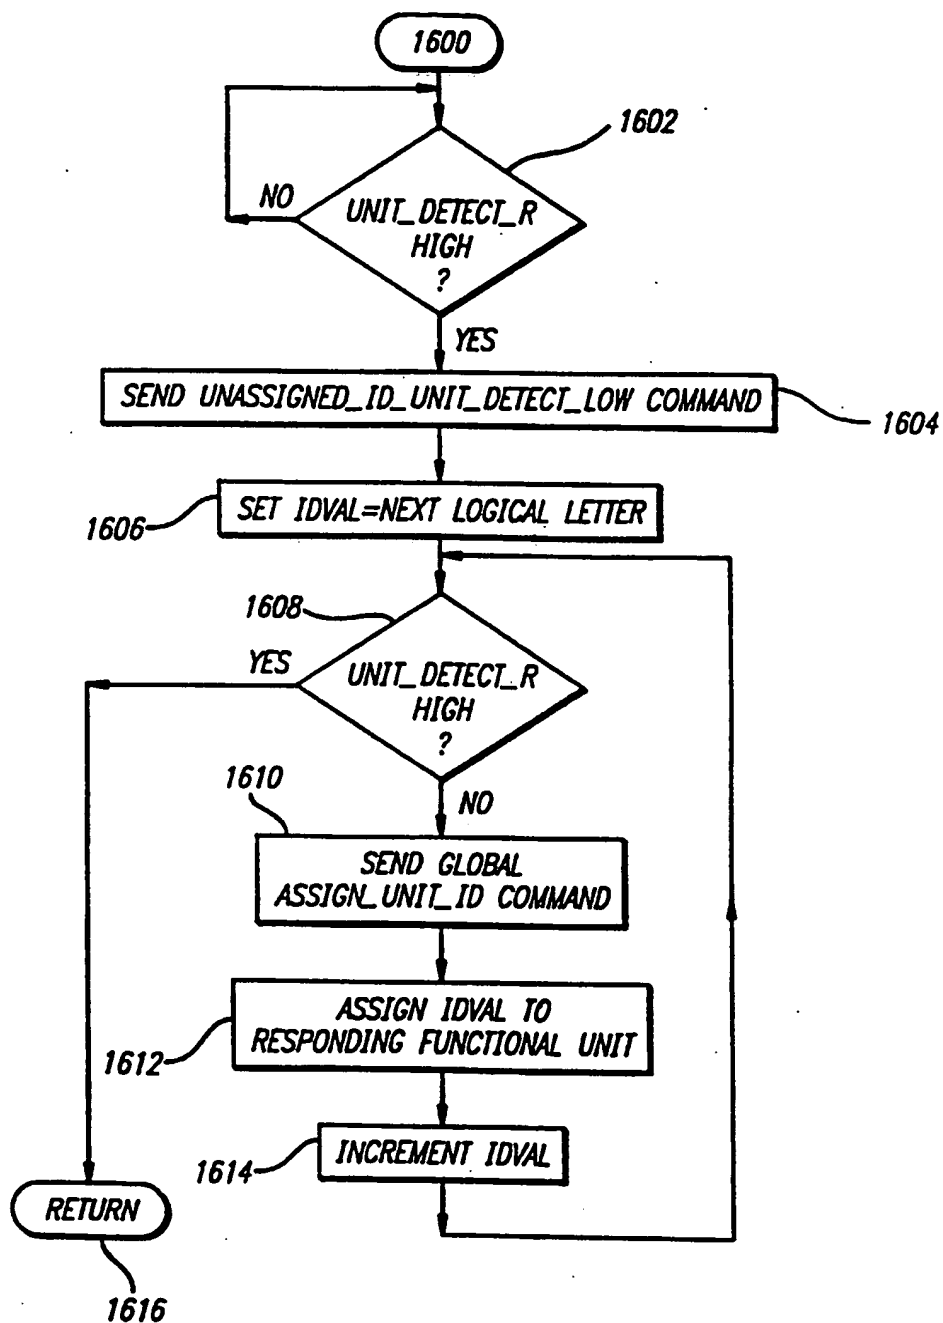 1600
1602
NO
UNIT_DETECT_R
HIGH
?
YES
SEND UNASSIGNED_ID_UNIT_DETECT_LOW COMMAND
1604
SET IDVAL=NEXT LOGICAL LETTER
1606
1608
YES
UNIT_DETECT_R
HIGH
?
1610
NO
SEND GLOBAL
ASSIGN_UNIT_ID COMMAND
ASSIGN IDVAL TO
RESPONDING FUNCTIONAL UNIT
1612
INCREMENT IDVAL
1614
RETURN
1616